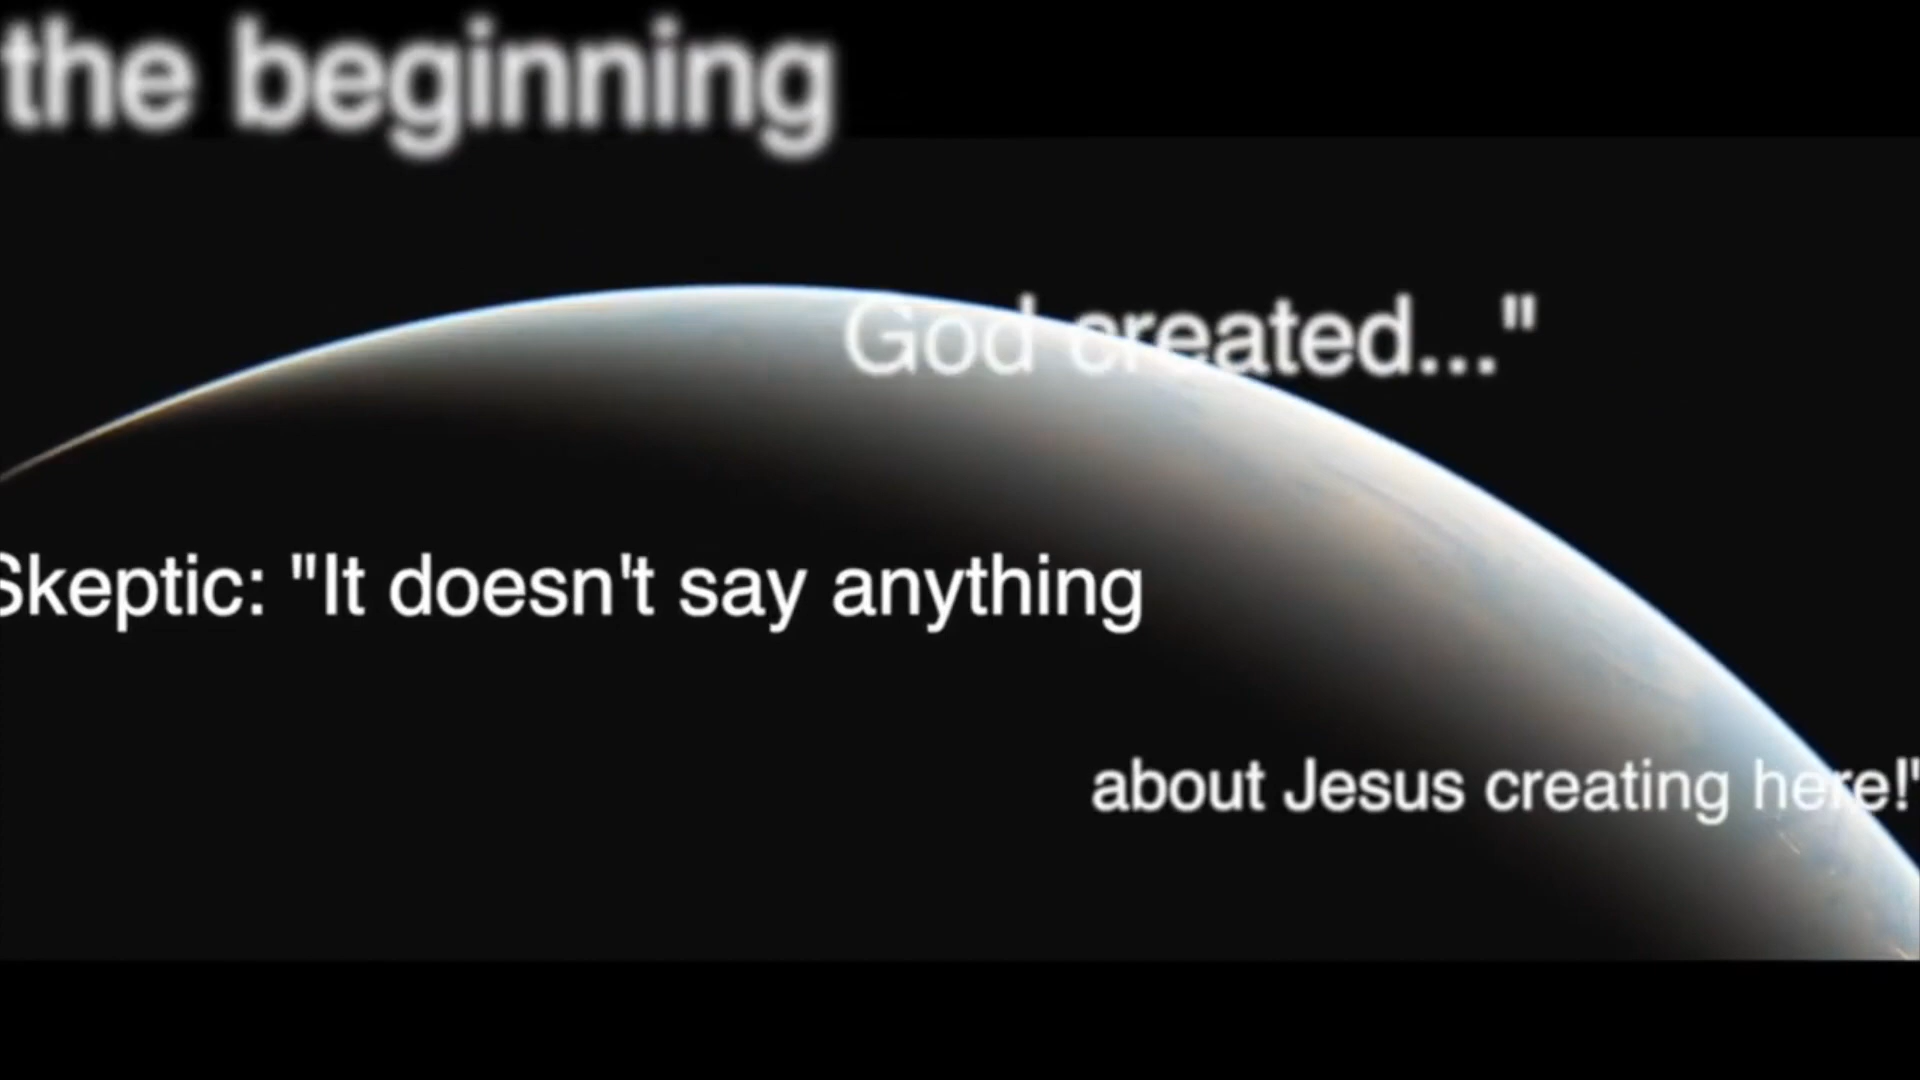 the beginning
God created..."
Skeptic: "It doesn't say anything
about Jesus creating here!"